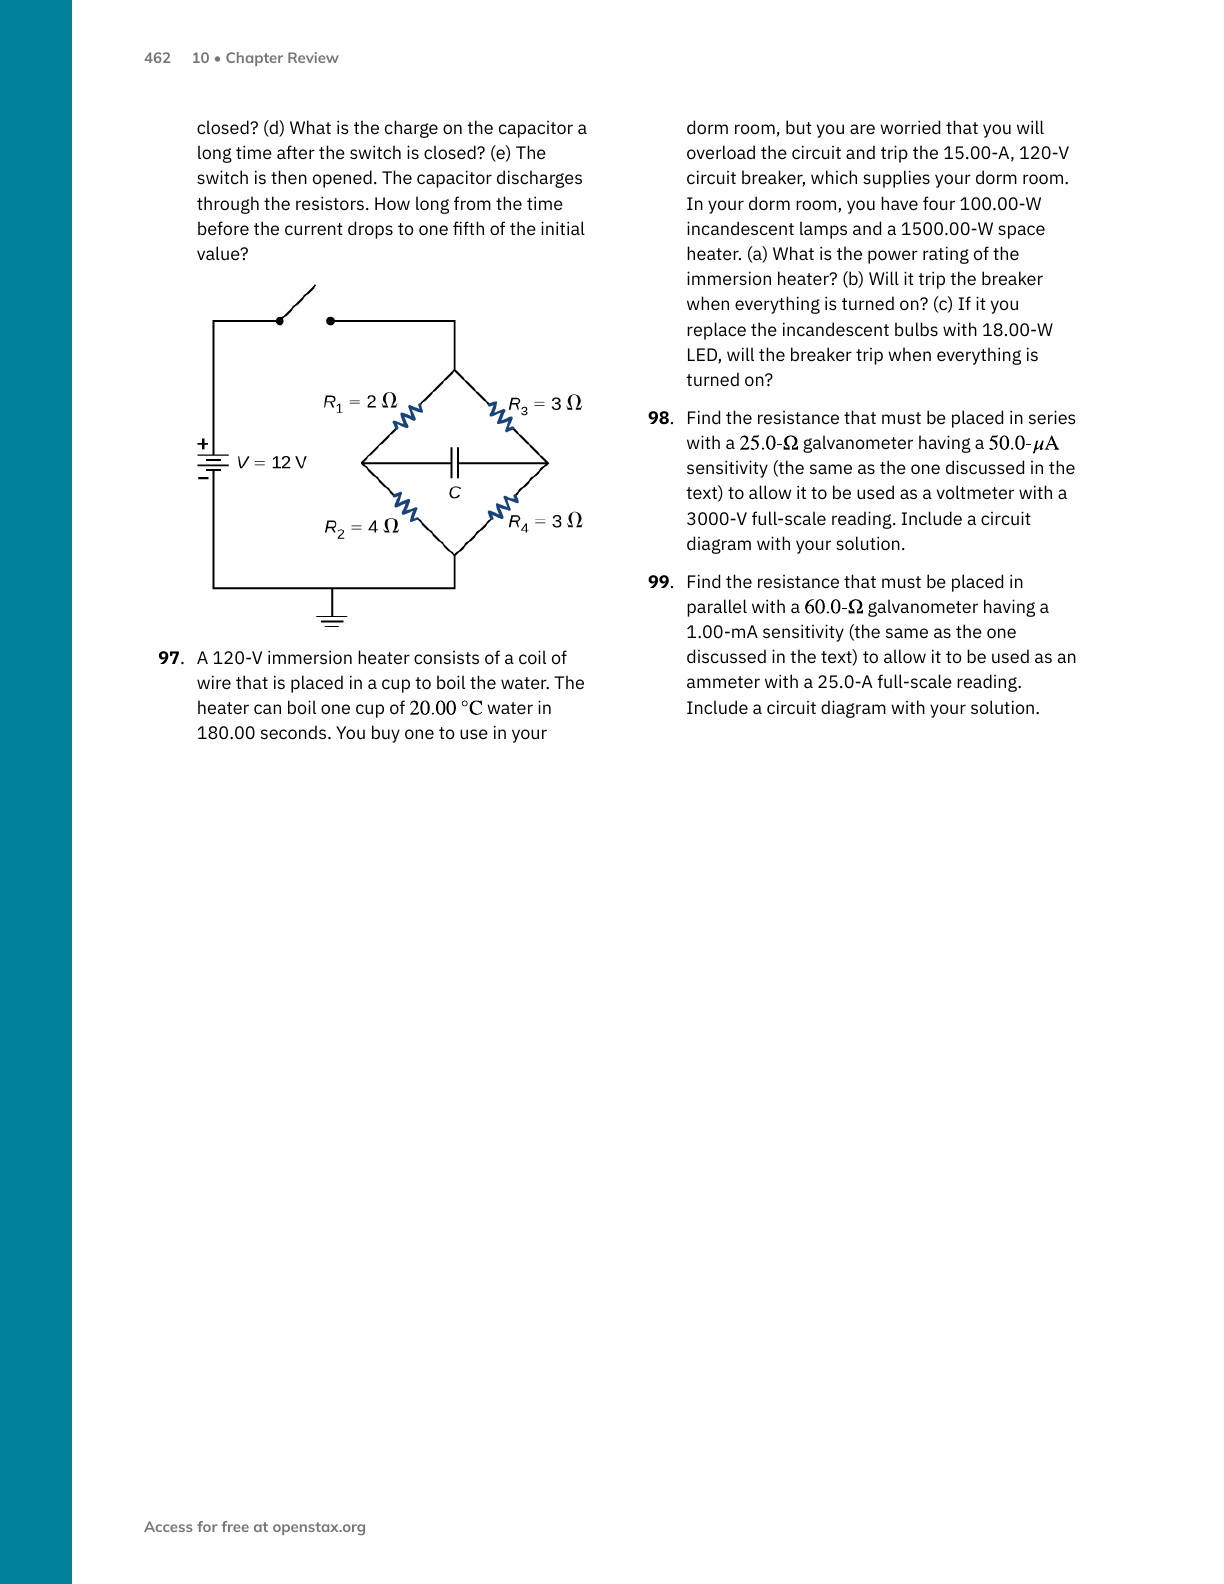 462 10 • Chapter Review
closed? (d) What is the charge on the capacitor a
long time after the switch is closed? (e) The
switch is then opened. The capacitor discharges
through the resistors. How long from the time
before the current drops to one fifth of the initial
value?
R1 = 2 Ω
R3 = 3 Ω
+
V = 12 V
−
C
R2 = 4 Ω
R4 = 3 Ω
97. A 120-V immersion heater consists of a coil of
wire that is placed in a cup to boil the water. The
heater can boil one cup of 20.00 °C water in
180.00 seconds. You buy one to use in your
dorm room, but you are worried that you will
overload the circuit and trip the 15.00-A, 120-V
circuit breaker, which supplies your dorm room.
In your dorm room, you have four 100.00-W
incandescent lamps and a 1500.00-W space
heater. (a) What is the power rating of the
immersion heater? (b) Will it trip the breaker
when everything is turned on? (c) If it you
replace the incandescent bulbs with 18.00-W
LED, will the breaker trip when everything is
turned on?
98. Find the resistance that must be placed in series
with a 25.0-Ω galvanometer having a 50.0-μA
sensitivity (the same as the one discussed in the
text) to allow it to be used as a voltmeter with a
3000-V full-scale reading. Include a circuit
diagram with your solution.
99. Find the resistance that must be placed in
parallel with a 60.0-Ω galvanometer having a
1.00-mA sensitivity (the same as the one
discussed in the text) to allow it to be used as an
ammeter with a 25.0-A full-scale reading.
Include a circuit diagram with your solution.
Access for free at openstax.org